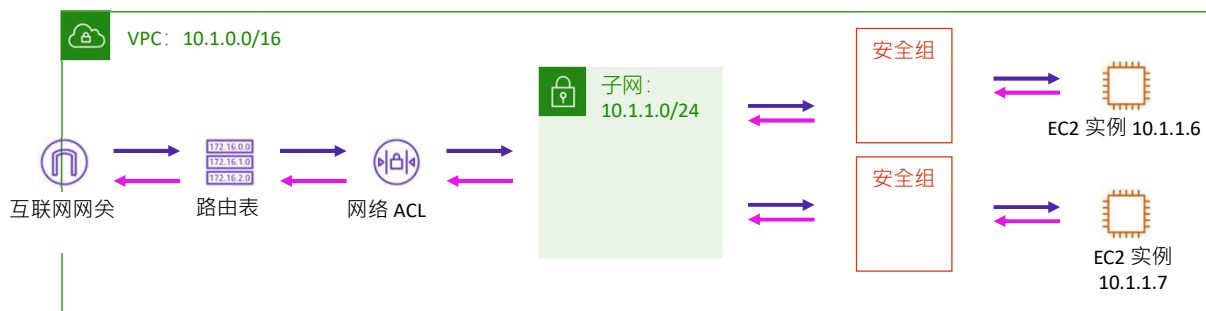 VPC：10.1.0.0/16
互联网网关
172.16.0.0
172.16.1.0
172.16.2.0
路由表
网络 ACL
子网：
10.1.1.0/24
安全组
EC2 实例 10.1.1.6
安全组
EC2 实例
10.1.1.7